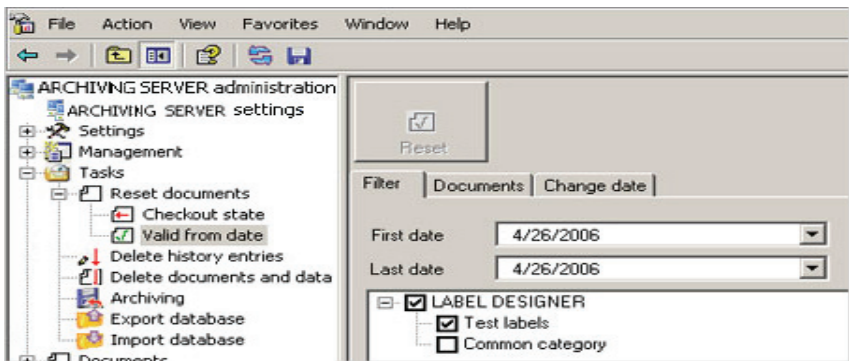 File Action View Favorites Window Help
ARCHIVING SERVER administration
ARCHIVING SERVER settings
Settings
Management
Tasks
Reset documents
Checkout state
Valid from date
Delete history entries
Delete documents and data
Archiving
Export database
Import database
Documents
Reset
Filter Documents Change date
First date 4/26/2006
Last date 4/26/2006
LABEL DESIGNER
Test labels
Common category